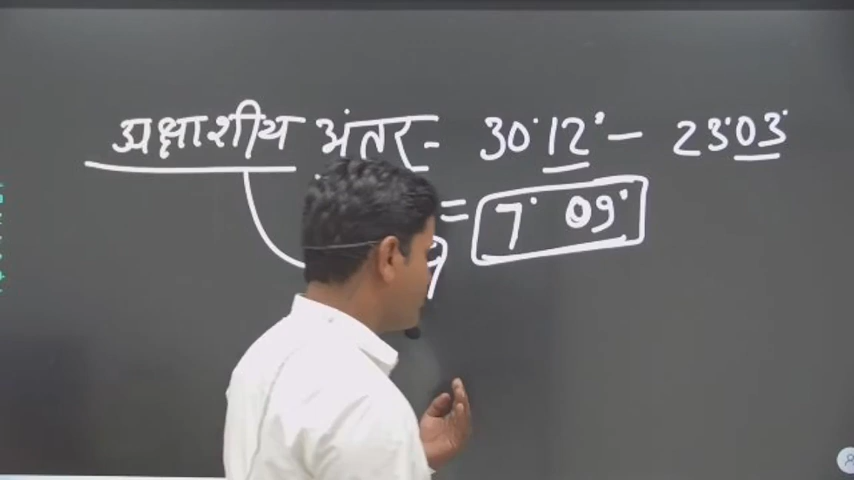 अक्षाशीय अंतर = 30°12' - 23°03'
= 7° 09'